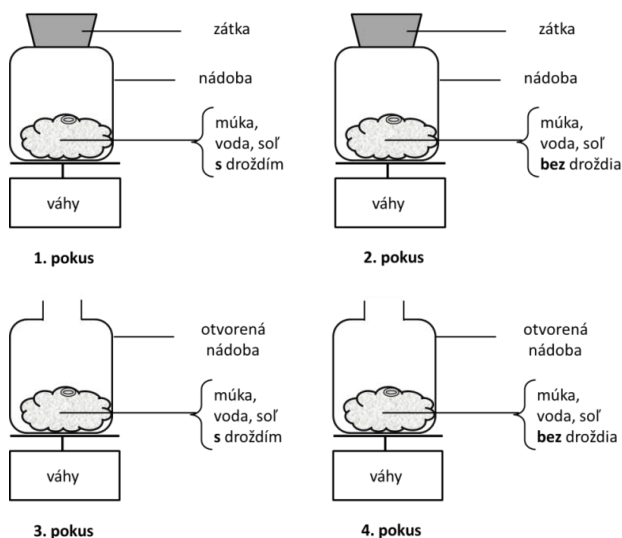 zátka
nádoba
múka,
voda, soľ
s droždím
váhy
1. pokus
zátka
nádoba
múka,
voda, soľ
bez droždia
váhy
2. pokus
otvorená
nádoba
múka,
voda, soľ
s droždím
váhy
3. pokus
otvorená
nádoba
múka,
voda, soľ
bez droždia
váhy
4. pokus